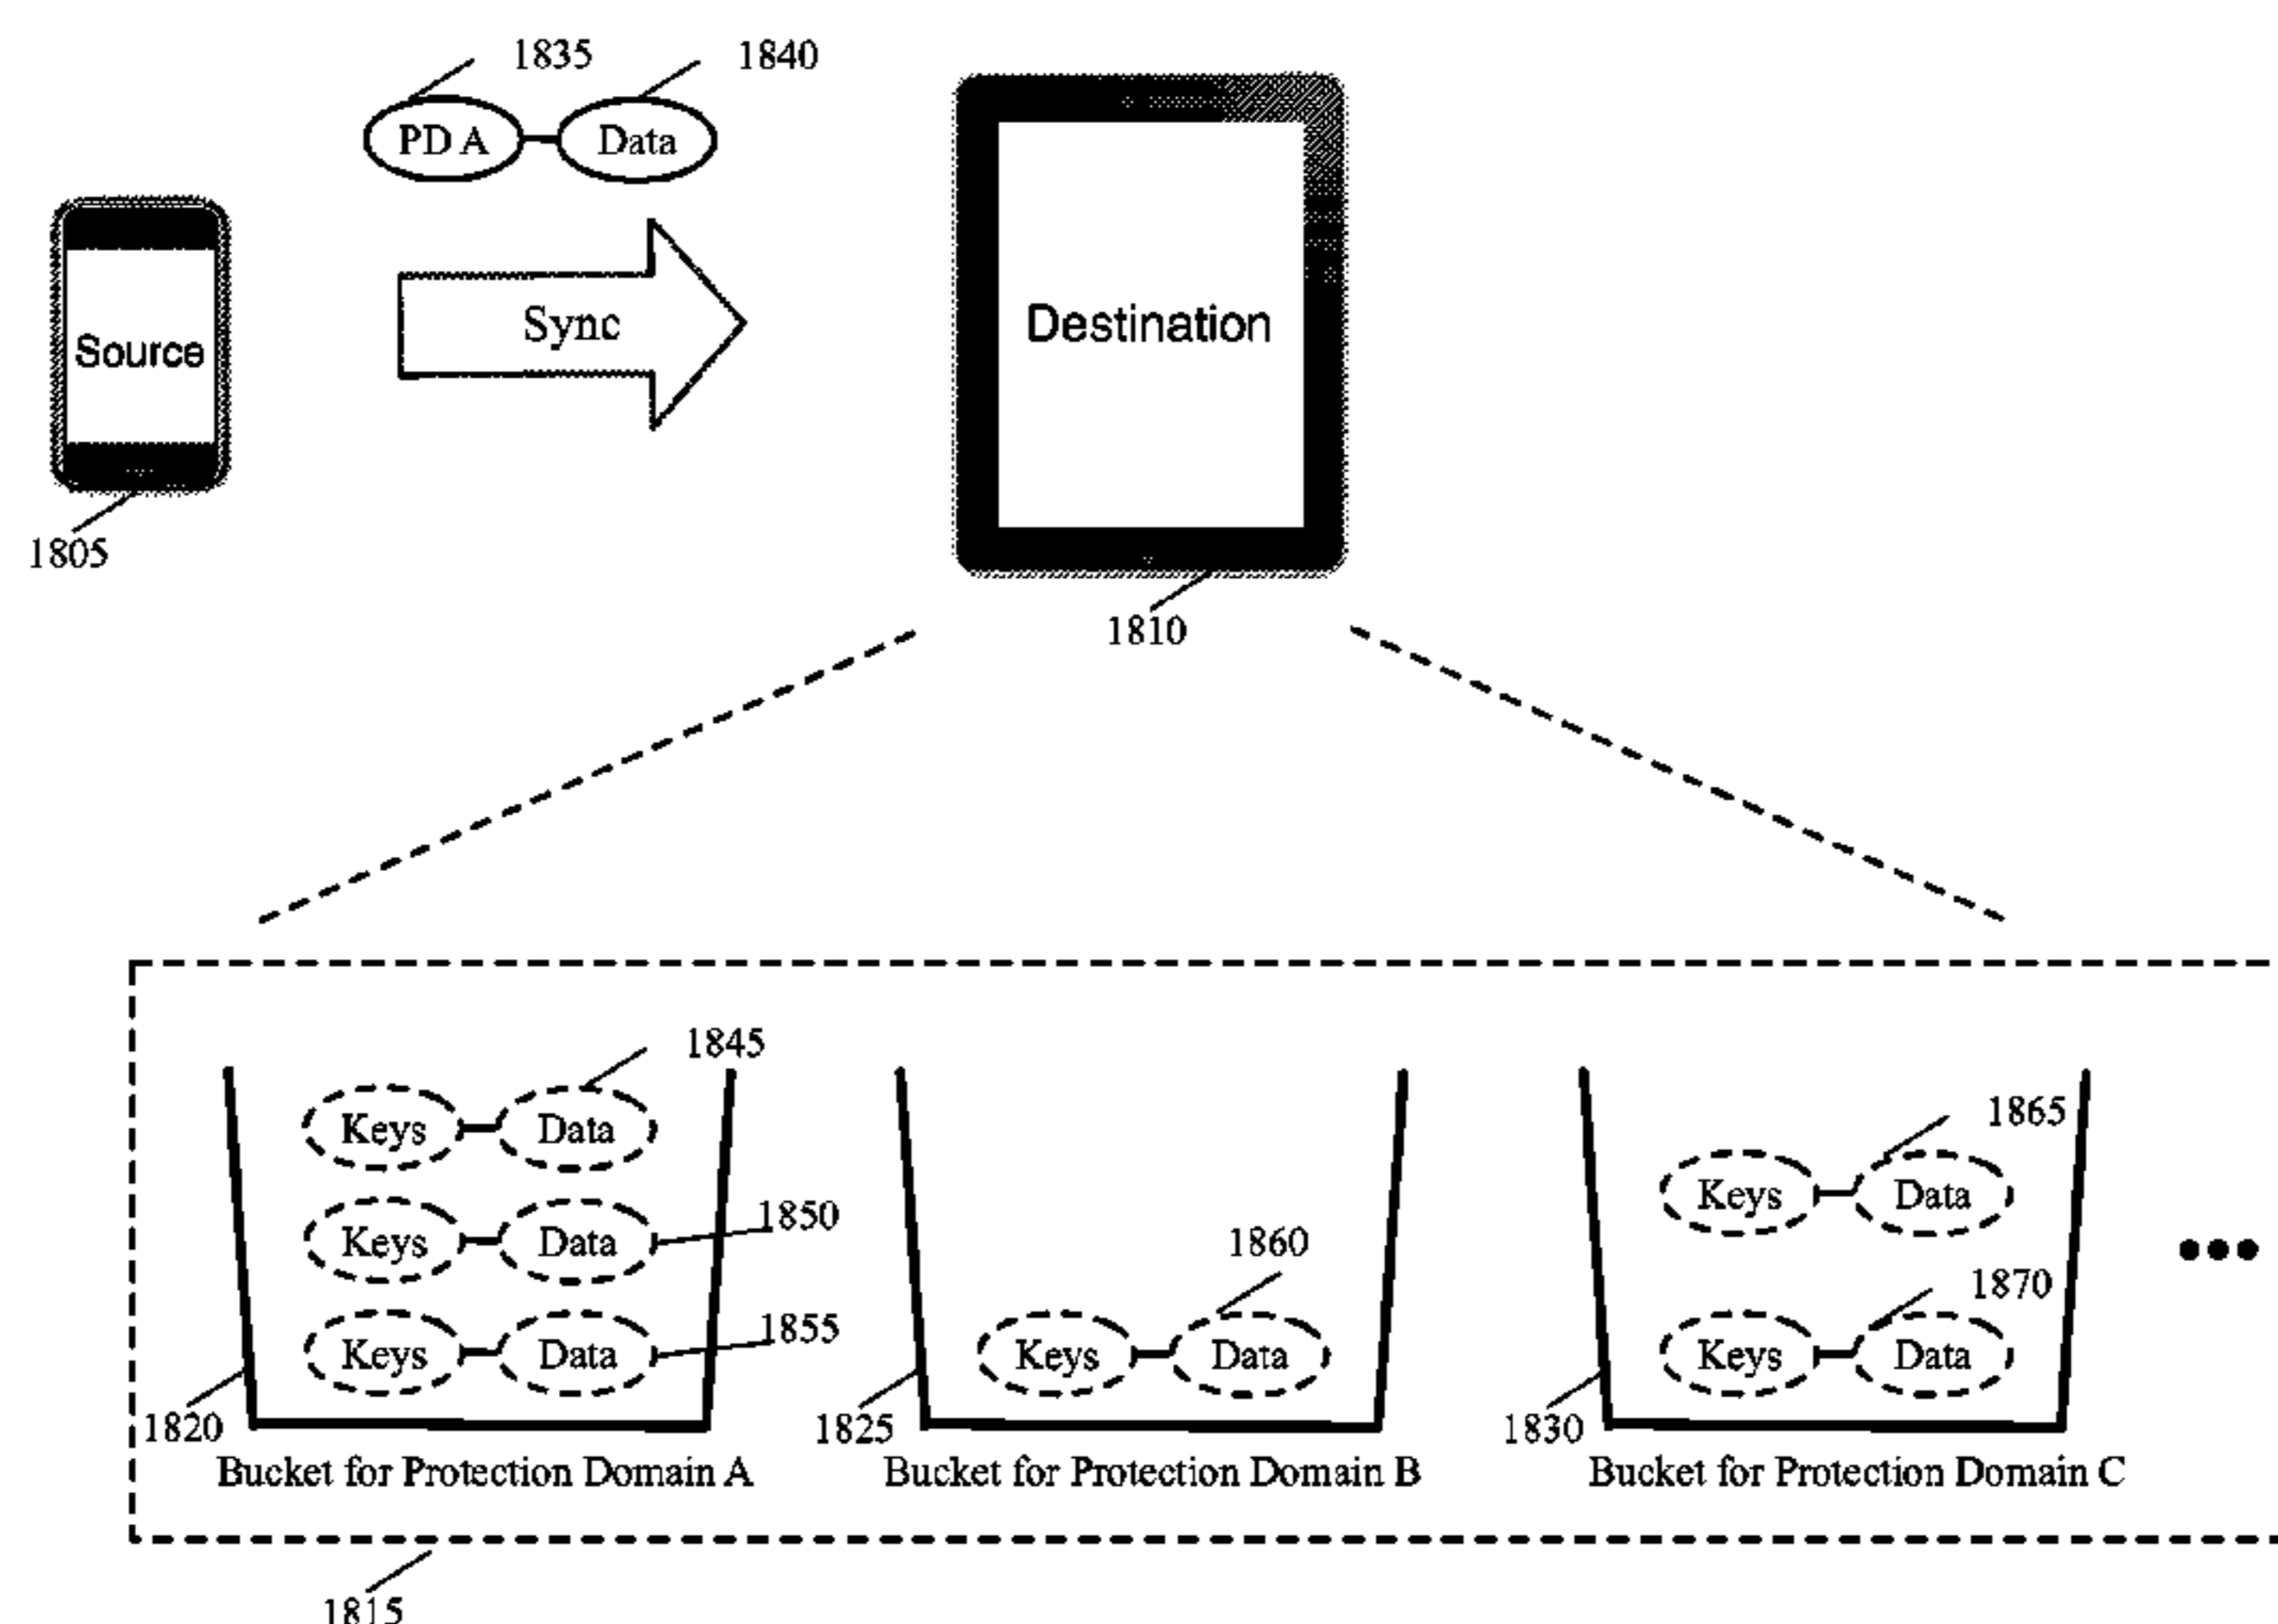 1835
1840
PD A
Data
Source
Sync
Destination
1805
1810
1845
Keys
Data
1850
Keys
Data
1855
Keys
Data
1820
Bucket for Protection Domain A
1860
Keys
Data
1825
Bucket for Protection Domain B
1865
Keys
Data
1870
Keys
Data
1830
Bucket for Protection Domain C
1815